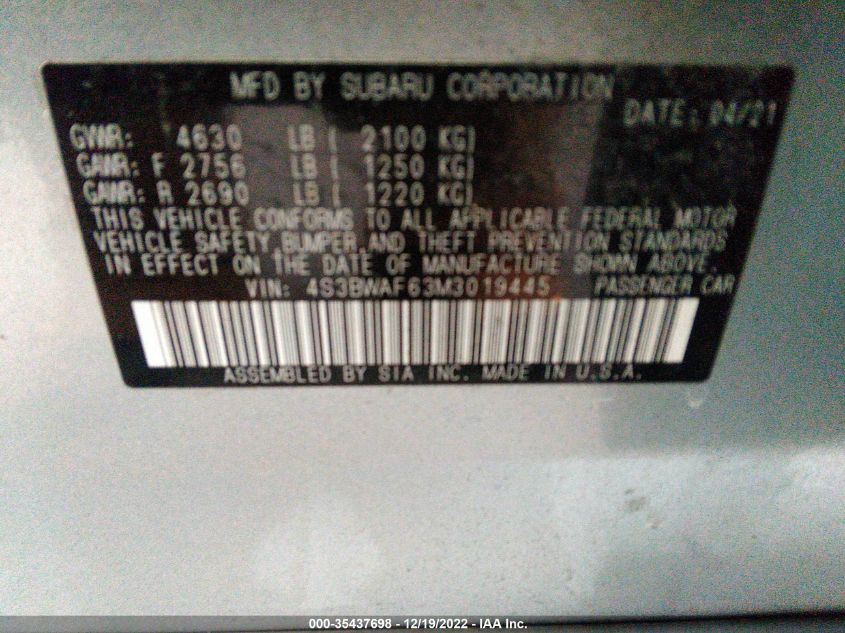 MFD BY SUBARU CORPORATION
DATE: 04/21
GVWR: 4630 LB ( 2100 KG)
GAWR: F 2756 LB ( 1250 KG)
GAWR: R 2690 LB ( 1220 KG)
THIS VEHICLE CONFORMS TO ALL APPLICABLE FEDERAL MOTOR
VEHICLE SAFETY, BUMPER, AND THEFT PREVENTION STANDARDS
IN EFFECT ON THE DATE OF MANUFACTURE SHOWN ABOVE.
VIN: 4S3BWAF63M3019445 PASSENGER CAR
ASSEMBLED BY SIA INC. MADE IN U.S.A.
000-35437698 - 12/19/2022 - IAA Inc.